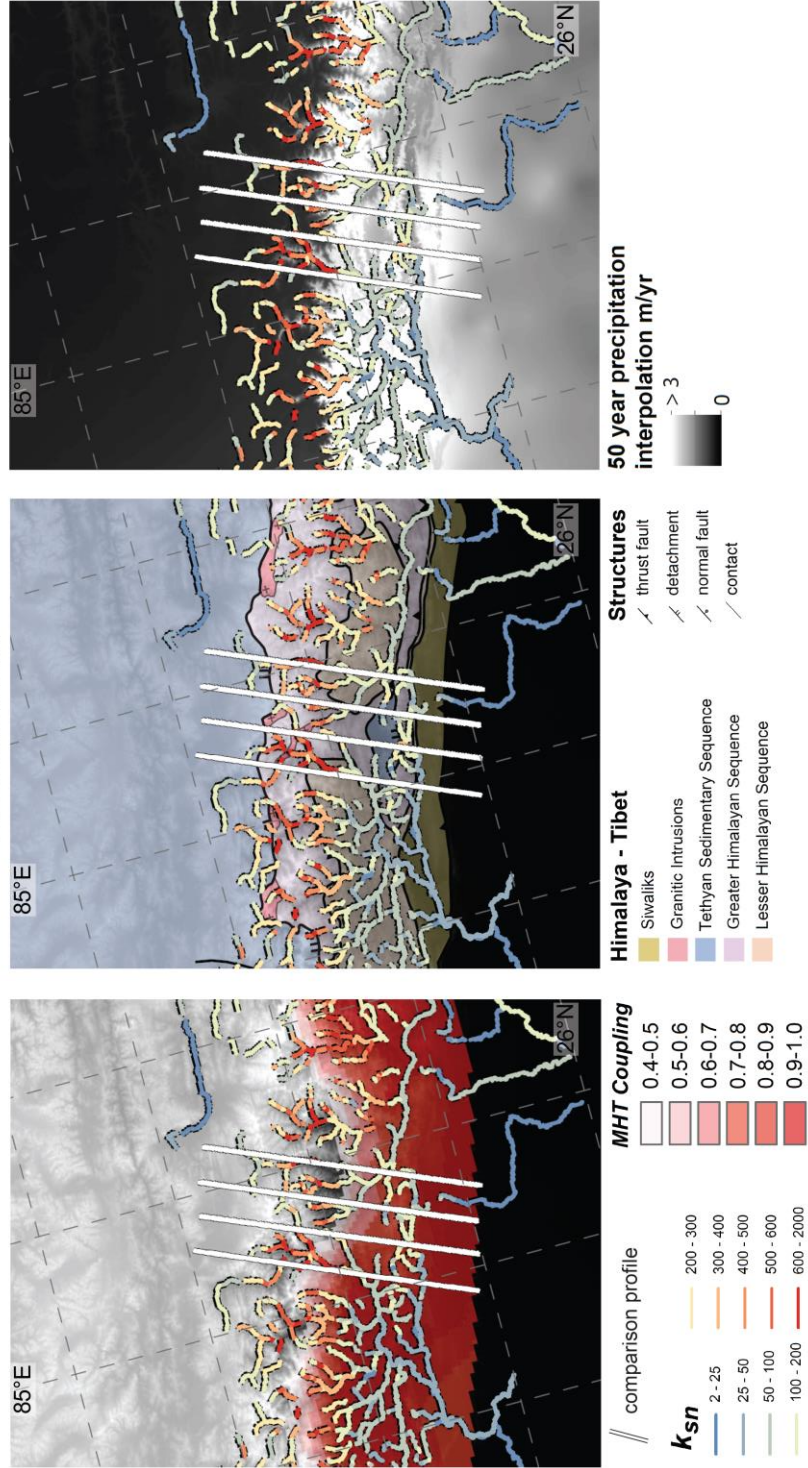 85°E
26°N
comparison profile
k_sn
2 - 25
25 - 50
50 - 100
100 - 200
200 - 300
300 - 400
400 - 500
500 - 600
600 - 2000
MHT Coupling
0.4-0.5
0.5-0.6
0.6-0.7
0.7-0.8
0.8-0.9
0.9-1.0
85°E
26°N
Himalaya - Tibet
Siwaliks
Granitic Intrusions
Tethyan Sedimentary Sequence
Greater Himalayan Sequence
Lesser Himalayan Sequence
Structures
thrust fault
detachment
normal fault
contact
85°E
26°N
50 year precipitation
interpolation m/yr
> 3
0